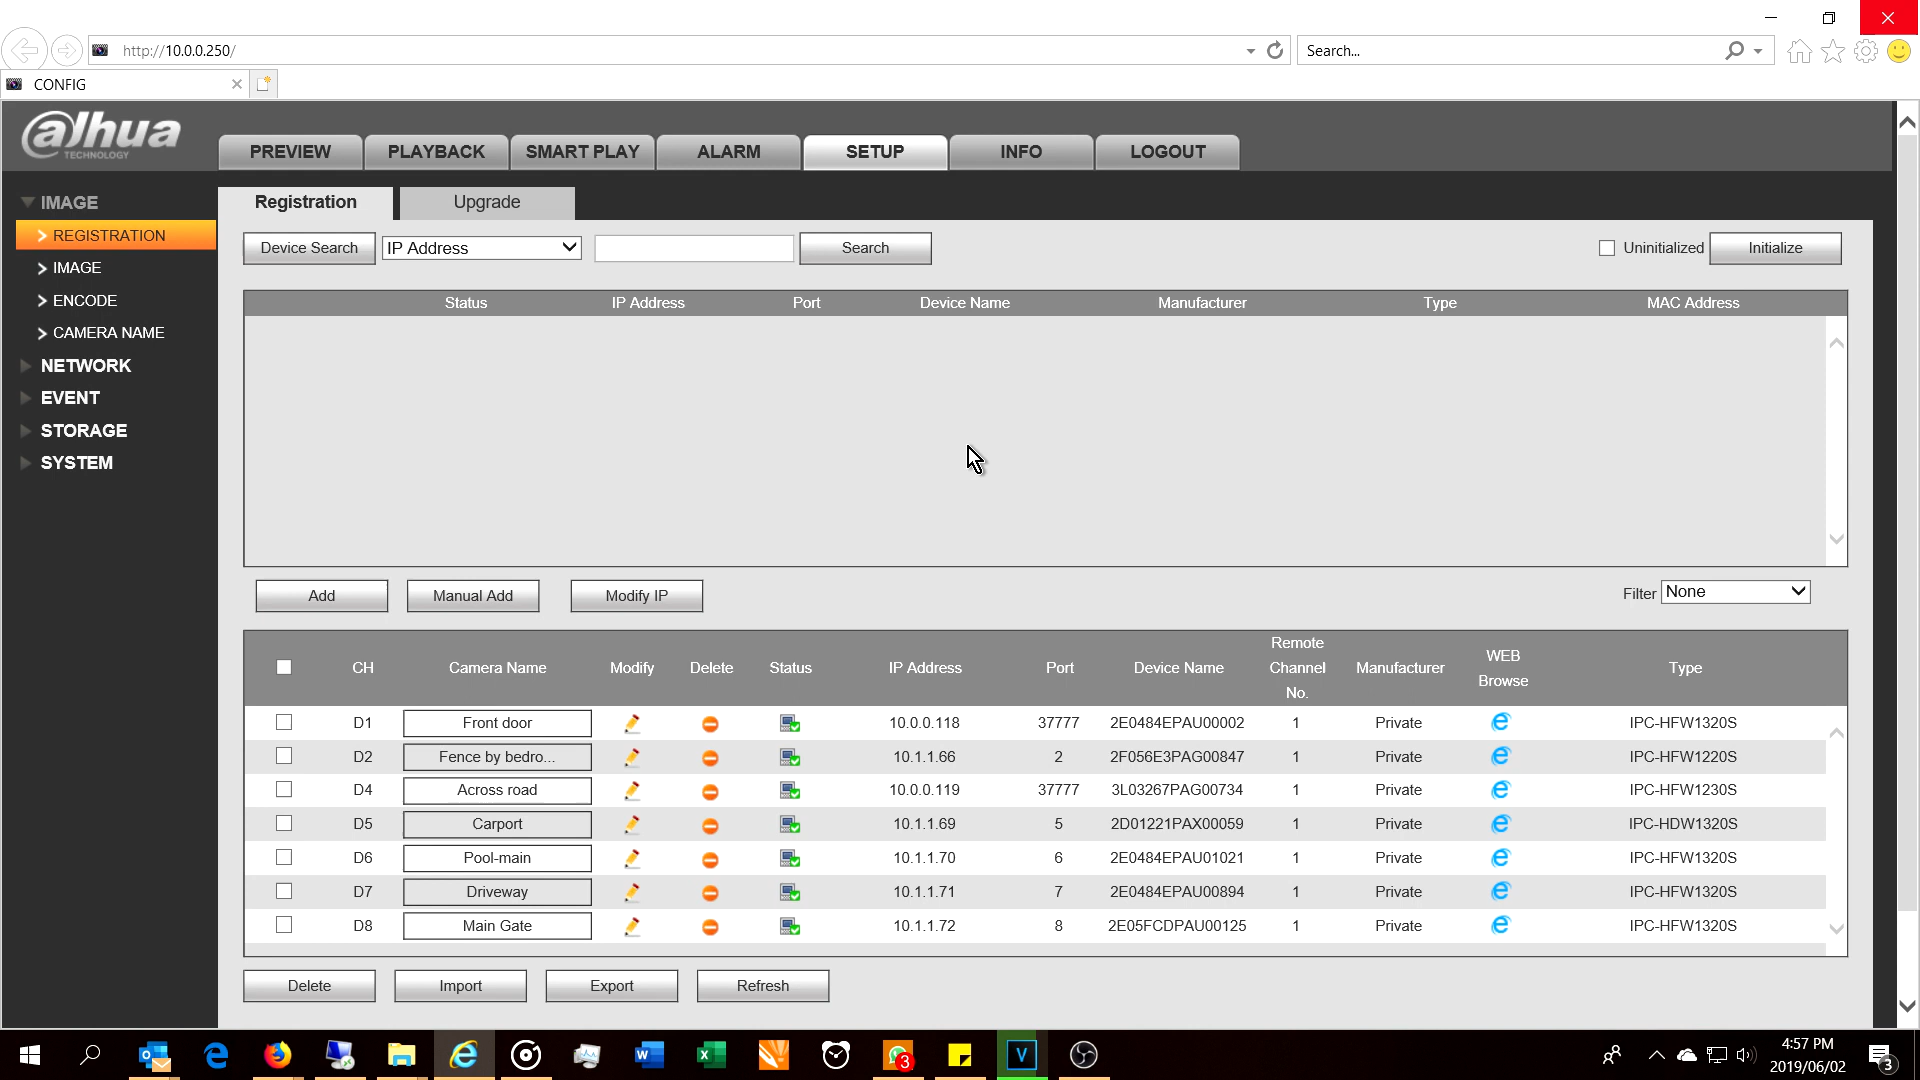 http://10.0.0.250/
Search...
CONFIG
alhua
TECHNOLOGY
PREVIEW PLAYBACK SMART PLAY ALARM SETUP INFO LOGOUT
IMAGE
REGISTRATION
IMAGE
ENCODE
CAMERA NAME
NETWORK
EVENT
STORAGE
SYSTEM
Registration Upgrade
Device Search IP Address Search Uninitialized Initialize
Status IP Address Port Device Name Manufacturer Type MAC Address
Add Manual Add Modify IP Filter None
CH Camera Name Modify Delete Status IP Address Port Device Name Remote Channel No. Manufacturer WEB Browse Type
D1 Front door 10.0.0.118 37777 2E0484EPAU00002 1 Private IPC-HFW1320S
D2 Fence by bedro... 10.1.1.66 2 2F056E3PAG00847 1 Private IPC-HFW1220S
D4 Across road 10.0.0.119 37777 3L03267PAG00734 1 Private IPC-HFW1230S
D5 Carport 10.1.1.69 5 2D01221PAX00059 1 Private IPC-HDW1320S
D6 Pool-main 10.1.1.70 6 2E0484EPAU01021 1 Private IPC-HFW1320S
D7 Driveway 10.1.1.71 7 2E0484EPAU00894 1 Private IPC-HFW1320S
D8 Main Gate 10.1.1.72 8 2E05FCDPAU00125 1 Private IPC-HFW1320S
Delete Import Export Refresh
3
V
4:57 PM
2019/06/02
3